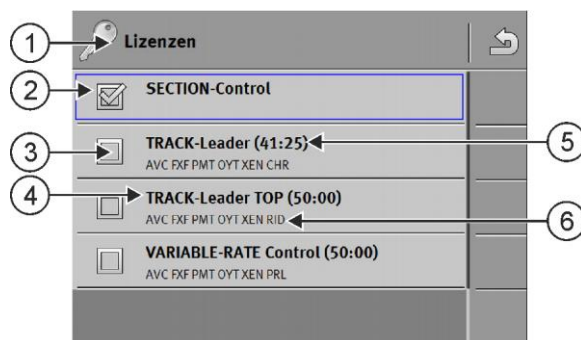 Lizenzen
SECTION-Control
TRACK-Leader (41:25)
AVC FXF PMT OYT XEN CHR
TRACK-Leader TOP (50:00)
AVC FXF PMT OYT XEN RID
VARIABLE-RATE Control (50:00)
AVC FXF PMT OYT XEN PRL
1
2
3
4
5
6